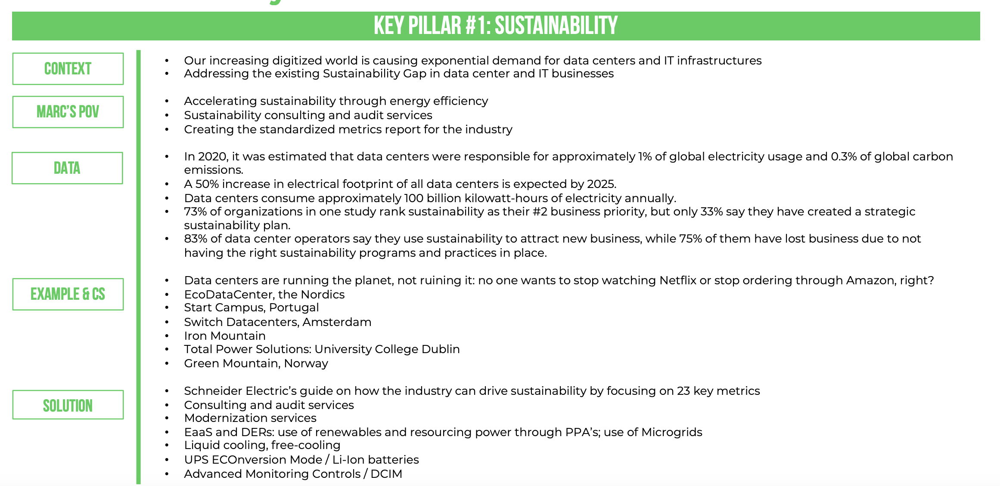 KEY PILLAR #1: SUSTAINABILITY
CONTEXT
• Our increasing digitized world is causing exponential demand for data centers and IT infrastructures
• Addressing the existing Sustainability Gap in data center and IT businesses
MARC'S POV
• Accelerating sustainability through energy efficiency
• Sustainability consulting and audit services
• Creating the standardized metrics report for the industry
DATA
• In 2020, it was estimated that data centers were responsible for approximately 1% of global electricity usage and 0.3% of global carbon
emissions.
• A 50% increase in electrical footprint of all data centers is expected by 2025.
• Data centers consume approximately 100 billion kilowatt-hours of electricity annually.
• 73% of organizations in one study rank sustainability as their #2 business priority, but only 33% say they have created a strategic
sustainability plan.
• 83% of data center operators say they use sustainability to attract new business, while 75% of them have lost business due to not
having the right sustainability programs and practices in place.
EXAMPLE & CS
• Data centers are running the planet, not ruining it: no one wants to stop watching Netflix or stop ordering through Amazon, right?
• EcoDataCenter, the Nordics
• Start Campus, Portugal
• Switch Datacenters, Amsterdam
• Iron Mountain
• Total Power Solutions: University College Dublin
• Green Mountain, Norway
SOLUTION
• Schneider Electric’s guide on how the industry can drive sustainability by focusing on 23 key metrics
• Consulting and audit services
• Modernization services
• EaaS and DERs: use of renewables and resourcing power through PPA’s; use of Microgrids
• Liquid cooling, free-cooling
• UPS ECOnversion Mode / Li-Ion batteries
• Advanced Monitoring Controls / DCIM